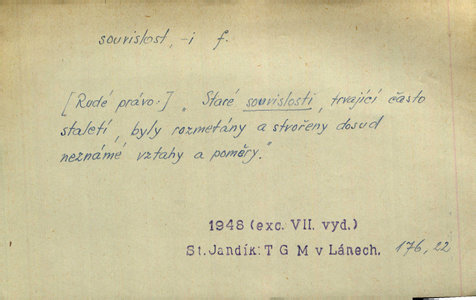 souvislost, -i f.
[Rudé právo.] „Staré souvislosti, trvající často
staletí, byly rozmetány a stvořeny dosud
neznámé vztahy a poměry."
1948 (exc. VII. vyd.)
St. Jandík: T G M v Lánech. 176, 22